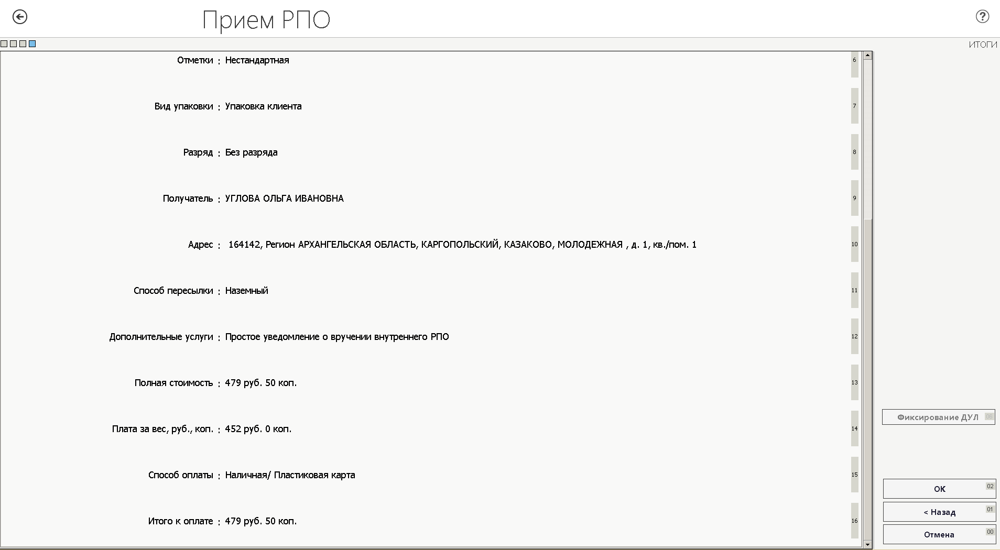 Прием РПО
?
ИТОГИ
Отметки : Нестандартная 6
Вид упаковки : Упаковка клиента 7
Разряд : Без разряда 8
Получатель : УГЛОВА ОЛЬГА ИВАНОВНА 9
Адрес : 164142, Регион АРХАНГЕЛЬСКАЯ ОБЛАСТЬ, КАРГОПОЛЬСКИЙ, КАЗАКОВО, МОЛОДЕЖНАЯ , д. 1, кв./пом. 1 10
Способ пересылки : Наземный 11
Дополнительные услуги : Простое уведомление о вручении внутреннего РПО 12
Полная стоимость : 479 руб. 50 коп. 13
Плата за вес, руб., коп. : 452 руб. 0 коп. 14
Способ оплаты : Наличная/ Пластиковая карта 15
Итого к оплате : 479 руб. 50 коп. 16
Фиксирование ДУЛ
ОК 02
< Назад 01
Отмена 00